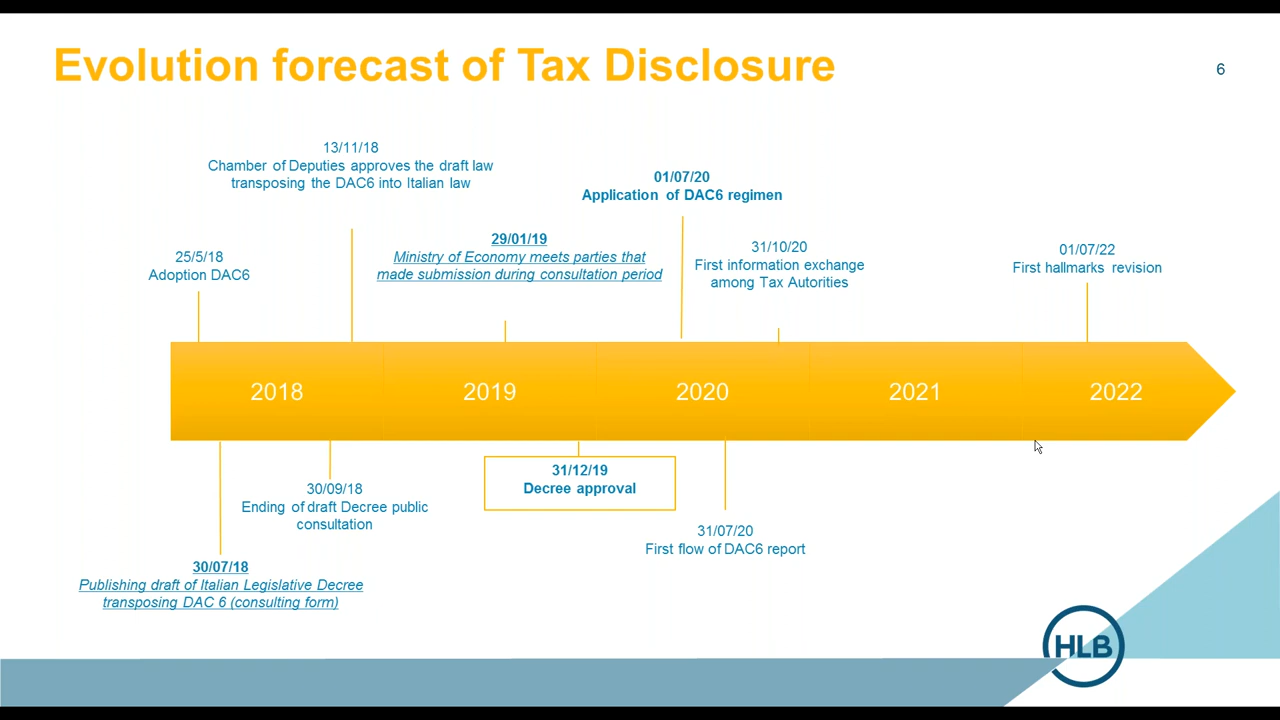 Evolution forecast of Tax Disclosure
6
13/11/18
Chamber of Deputies approves the draft law
transposing the DAC6 into Italian law
01/07/20
Application of DAC6 regimen
29/01/19
Ministry of Economy meets parties that
made submission during consultation period
25/5/18
Adoption DAC6
31/10/20
First information exchange
among Tax Autorities
01/07/22
First hallmarks revision
2018
2019
2020
2021
2022
31/12/19
Decree approval
30/09/18
Ending of draft Decree public
consultation
31/07/20
First flow of DAC6 report
30/07/18
Publishing draft of Italian Legislative Decree
transposing DAC 6 (consulting form)
HLB